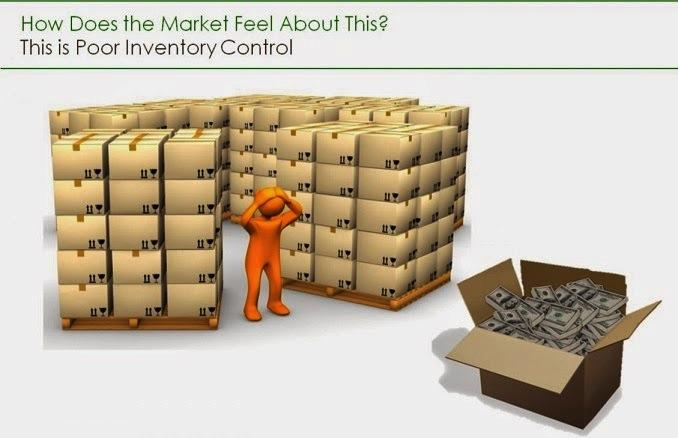 How Does the Market Feel About This?
This is Poor Inventory Control